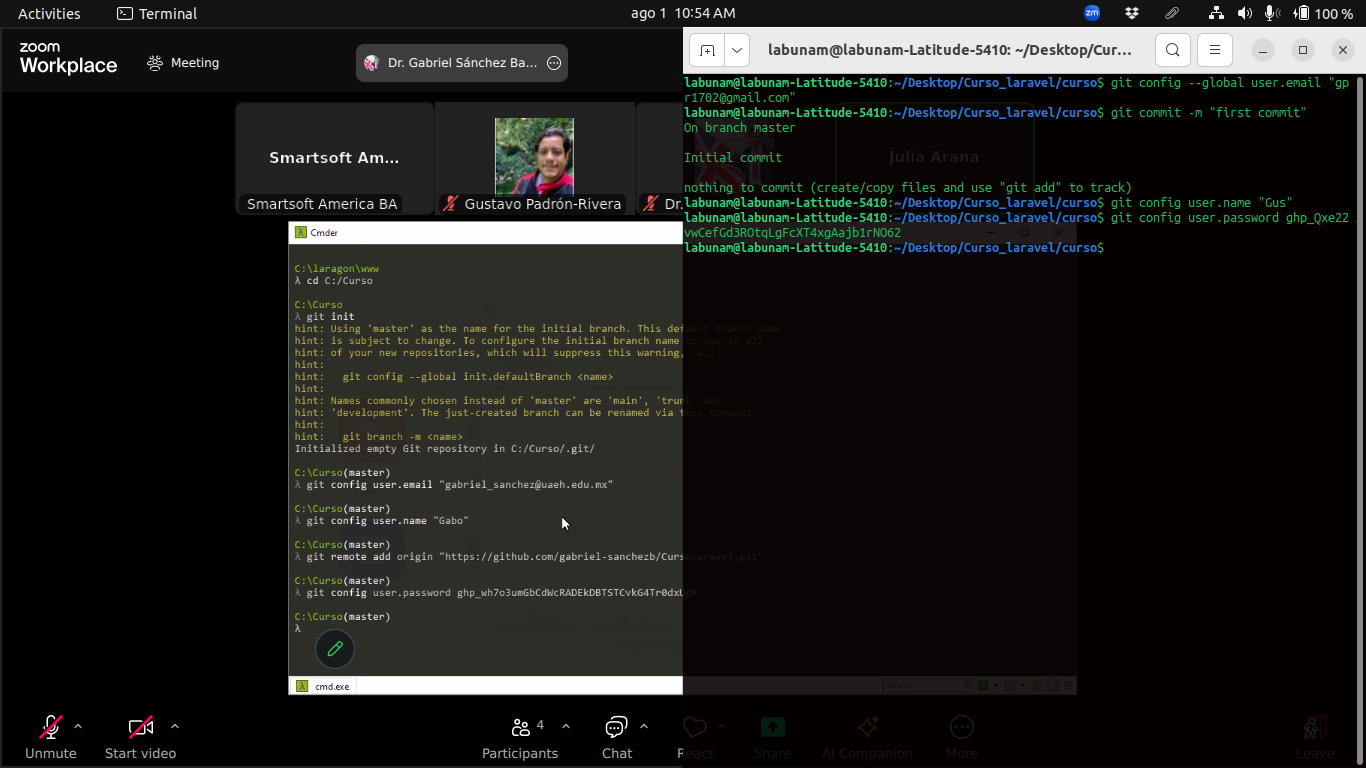 Activities
Terminal
ago 1 10:54 AM
zm
100 %
zoom
Workplace
Meeting
Dr. Gabriel Sánchez Ba...
labunam@labunam-Latitude-5410: ~/Desktop/Cur...
labunam@labunam-Latitude-5410:~/Desktop/Curso_laravel/curso$ git config --global user.email "gp
r1702@gmail.com"
labunam@labunam-Latitude-5410:~/Desktop/Curso_laravel/curso$ git commit -m "first commit"
On branch master
Initial commit
nothing to commit (create/copy files and use "git add" to track)
labunam@labunam-Latitude-5410:~/Desktop/Curso_laravel/curso$ git config user.name "Gus"
labunam@labunam-Latitude-5410:~/Desktop/Curso_laravel/curso$ git config user.password ghp_Qxe22
vwCefGd3ROtqLgFcXT4xgAajb1rNO62
labunam@labunam-Latitude-5410:~/Desktop/Curso_laravel/curso$
Smartsoft Am...
Julia Arana
Smartsoft America BA
Gustavo Padrón-Rivera
Dr.
Cmder
C:\laragon\www
λ cd C:/Curso
C:\Curso
λ git init
hint: Using 'master' as the name for the initial branch. This default branch name
hint: is subject to change. To configure the initial branch name to use in all
hint: of your new repositories, which will suppress this warning, call:
hint:
hint: git config --global init.defaultBranch <name>
hint:
hint: Names commonly chosen instead of 'master' are 'main', 'trunk' and
hint: 'development'. The just-created branch can be renamed via this command:
hint:
hint: git branch -m <name>
Initialized empty Git repository in C:/Curso/.git/
C:\Curso(master)
λ git config user.email "gabriel_sanchez@uaeh.edu.mx"
C:\Curso(master)
λ git config user.name "Gabo"
C:\Curso(master)
λ git remote add origin "https://github.com/gabriel-sanchezb/CursoLaravel.git"
C:\Curso(master)
λ git config user.password
C:\Curso(master)
λ
cmd.exe
Search
Unmute
Start video
4
Participants
Chat
React
Share
AI Companion
More
Leave